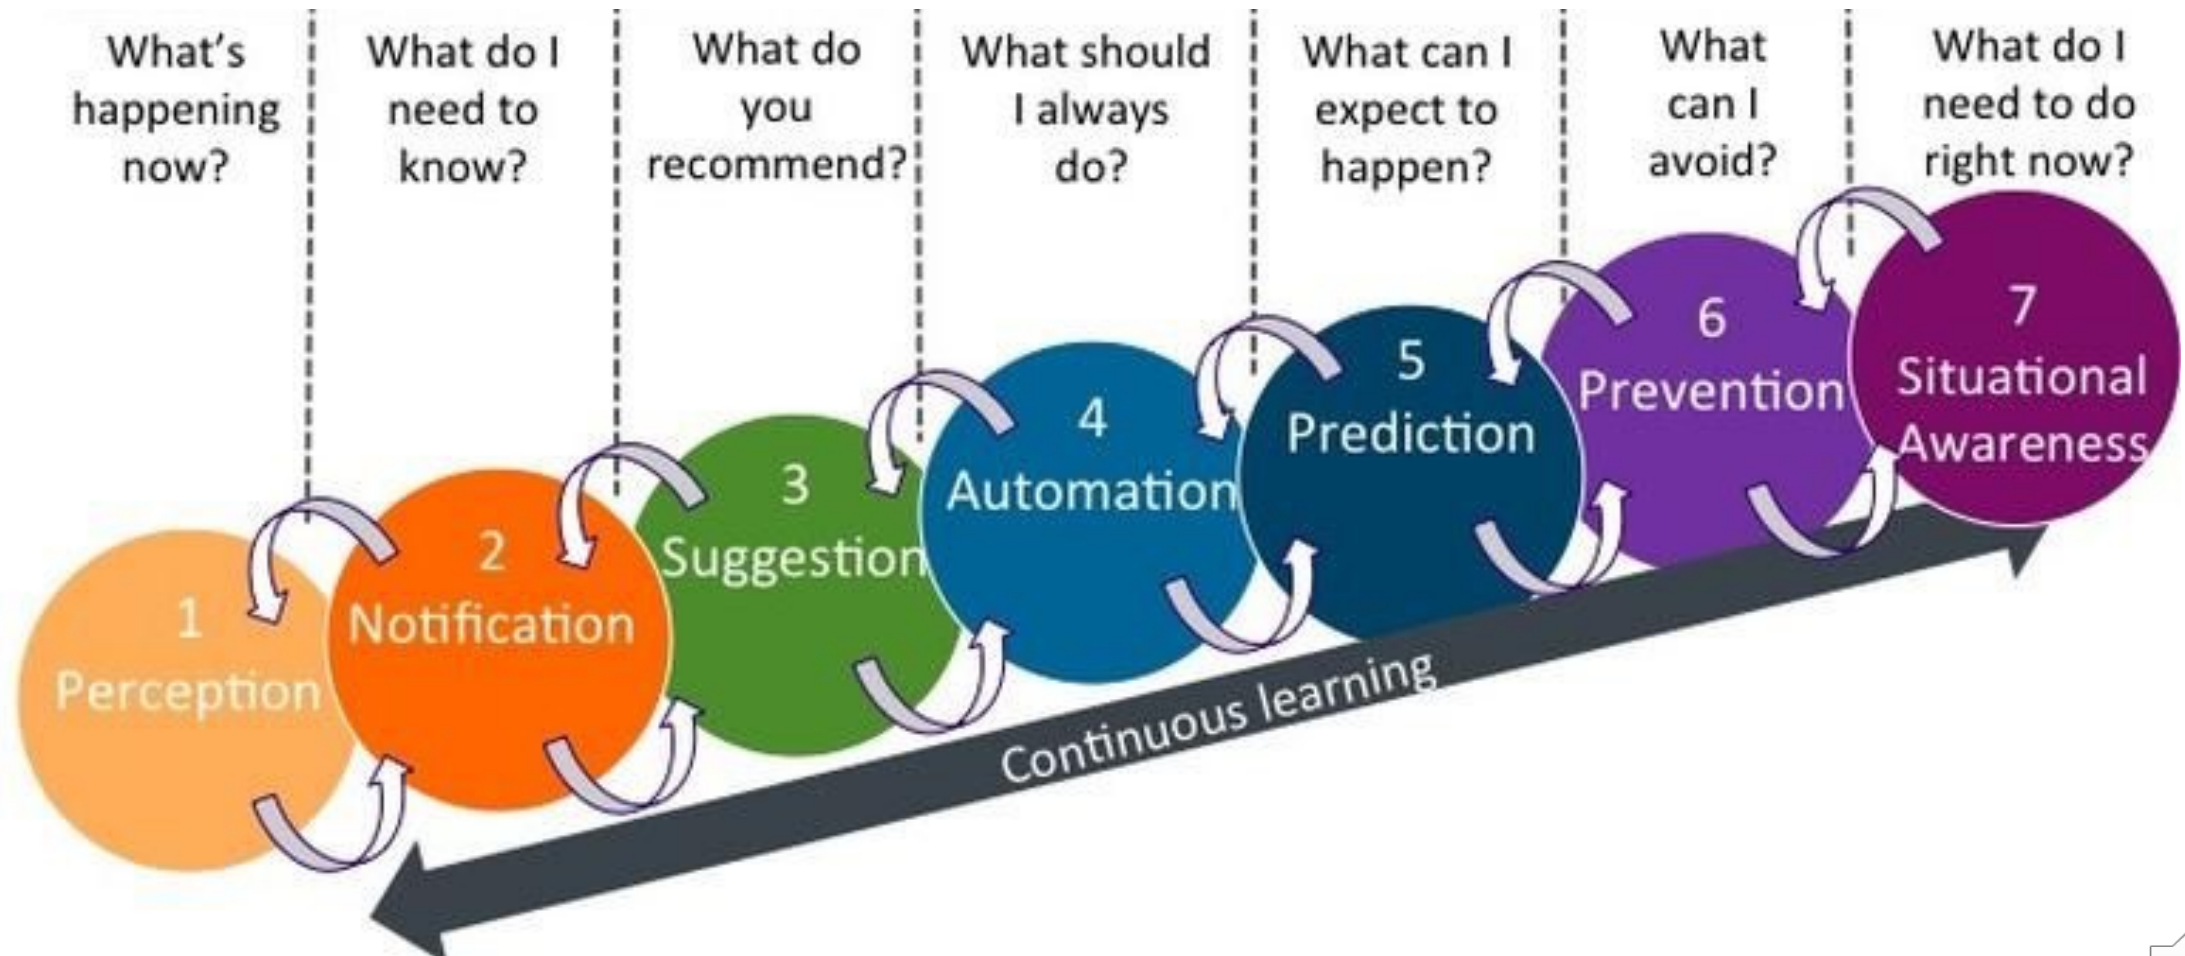 What's
happening
now?
What do I
need to
know?
What do
you
recommend?
What should
I always
do?
What can I
expect to
happen?
What
can I
avoid?
What do I
need to do
right now?
1
Perception
2
Notification
3
Suggestion
4
Automation
5
Prediction
6
Prevention
7
Situational
Awareness
Continuous learning